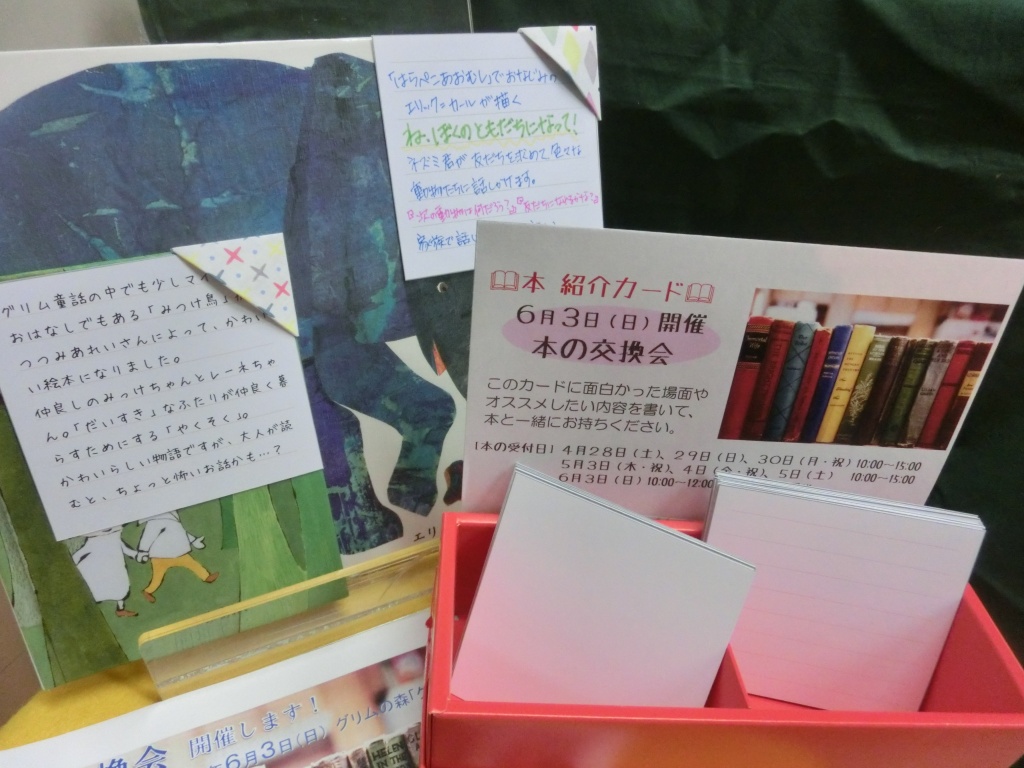 「はらぺこあおむし」でおなじみの
エリック=カールが描く
ね、ぼくのともだちになって!
ネズミ君が友だちを求めて色々な
動物たちに話しかけます。
家族で話し
グリム童話の中でも少しマイ
おはなしでもある「みつけ鳥」が
つつみあれいさんによって、かわい
い絵本になりました。
仲良しのみっけちゃんとレーネちゃ
ん。「だいすき」なふたりが仲良く暮
らすためにする「やくそく」。
かわいらしい物語ですが、大人が読
むと、ちょっと怖いお話かも…?
エリ
本 紹介カード
6月3日(日)開催
本の交換会
このカードに面白かった場面や
オススメしたい内容を書いて、
本と一緒にお持ちください。
[本の受付日] 4月28日(土)、29日(日)、30日(月・祝) 10:00~15:00
5月3日(木・祝)、4日(金・祝)、5日(土) 10:00~15:00
6月3日(日) 10:00~12:00
換会 開催します!
年6月3日(日) グリムの森「グ
HELEN
IN THE